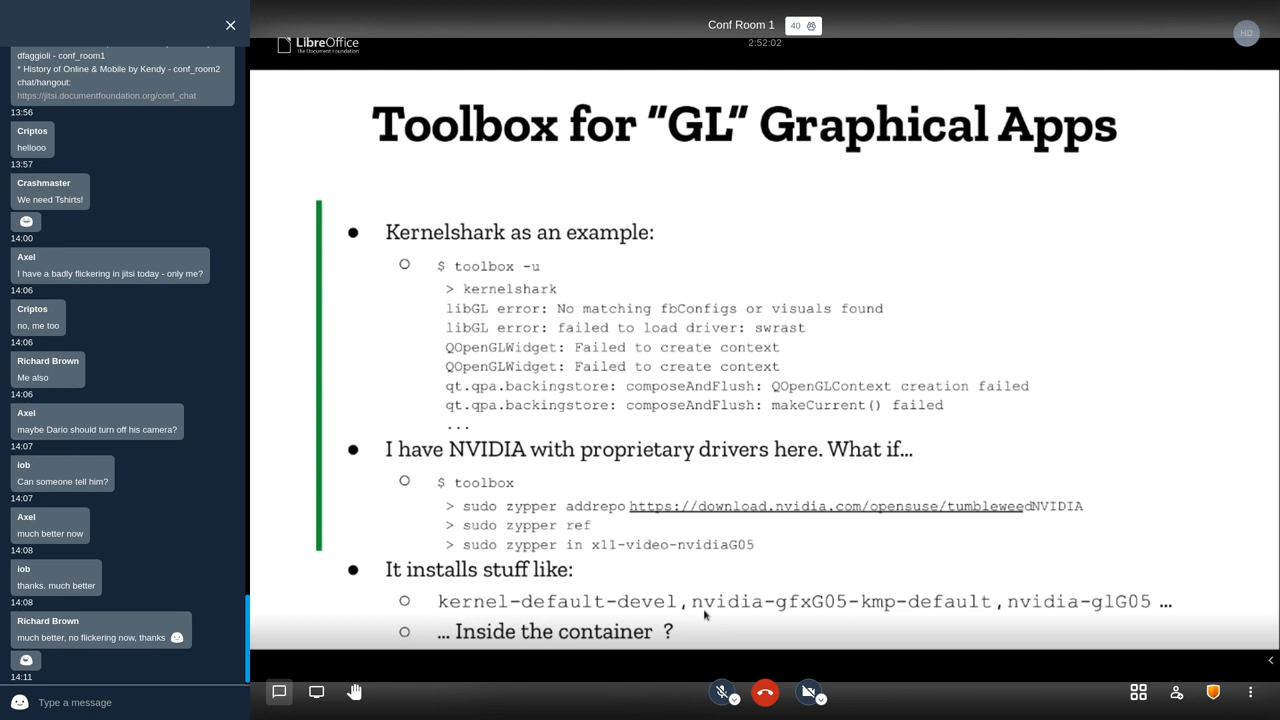 dfaggioli - conf_room1
* History of Online & Mobile by Kendy - conf_room2
chat/hangout:
https://jitsi.documentfoundation.org/conf_chat
13:56
Criptos
hellooo
13:57
Crashmaster
We need Tshirts!
14:00
Axel
I have a badly flickering in jitsi today - only me?
14:06
Criptos
no, me too
14:06
Richard Brown
Me also
14:06
Axel
maybe Dario should turn off his camera?
14:07
iob
Can someone tell him?
14:07
Axel
much better now
14:08
iob
thanks. much better
14:08
Richard Brown
much better, no flickering now, thanks
14:11
Type a message
Conf Room 1
40
2:52:02
HD
LibreOffice
The Document Foundation
Toolbox for "GL" Graphical Apps
● Kernelshark as an example:
○ $ toolbox -u
> kernelshark
libGL error: No matching fbConfigs or visuals found
libGL error: failed to load driver: swrast
QOpenGLWidget: Failed to create context
QOpenGLWidget: Failed to create context
qt.qpa.backingstore: composeAndFlush: QOpenGLContext creation failed
qt.qpa.backingstore: composeAndFlush: makeCurrent() failed
...
● I have NVIDIA with proprietary drivers here. What if…
○ $ toolbox
> sudo zypper addrepo https://download.nvidia.com/opensuse/tumbleweedNVIDIA
> sudo zypper ref
> sudo zypper in x11-video-nvidiaG05
● It installs stuff like:
○ kernel-default-devel,nvidia-gfxG05-kmp-default,nvidia-glG05 …
○ … Inside the container ?